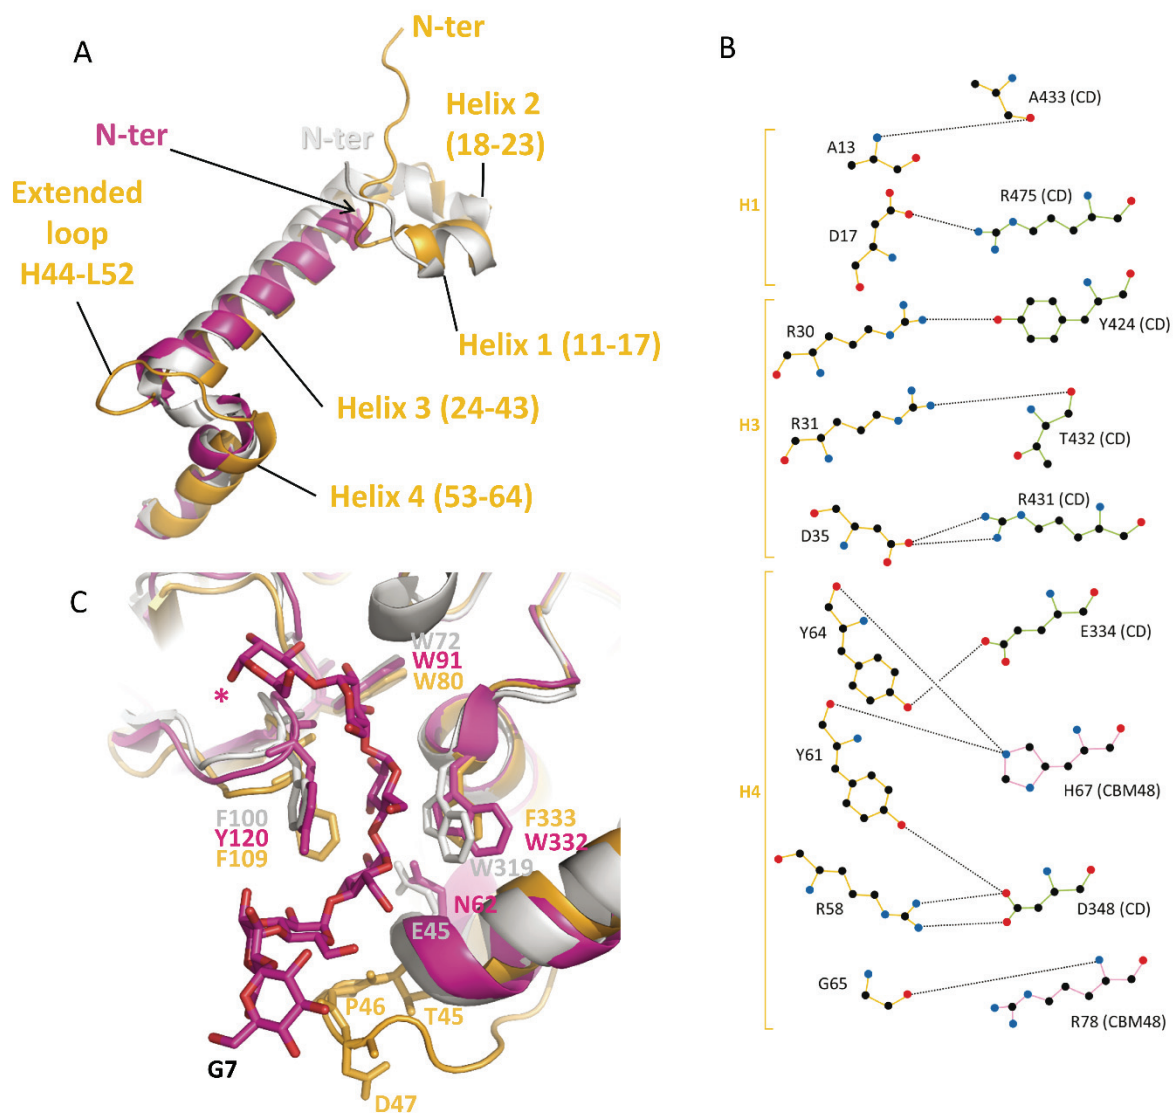 A
N-ter
N-ter
N-ter
Helix 2
(18-23)
Extended
loop
H44-L52
Helix 1 (11-17)
Helix 3 (24-43)
Helix 4 (53-64)
B
A433 (CD)
A13
H1
R475 (CD)
D17
R30
Y424 (CD)
H3
R31
T432 (CD)
R431 (CD)
D35
Y64
E334 (CD)
Y61
H67 (CBM48)
H4
R58
D348 (CD)
G65
R78 (CBM48)
C
W72
W91
W80
*
F100
Y120
F109
F333
W332
W319
N62
E45
P46
T45
G7
D47